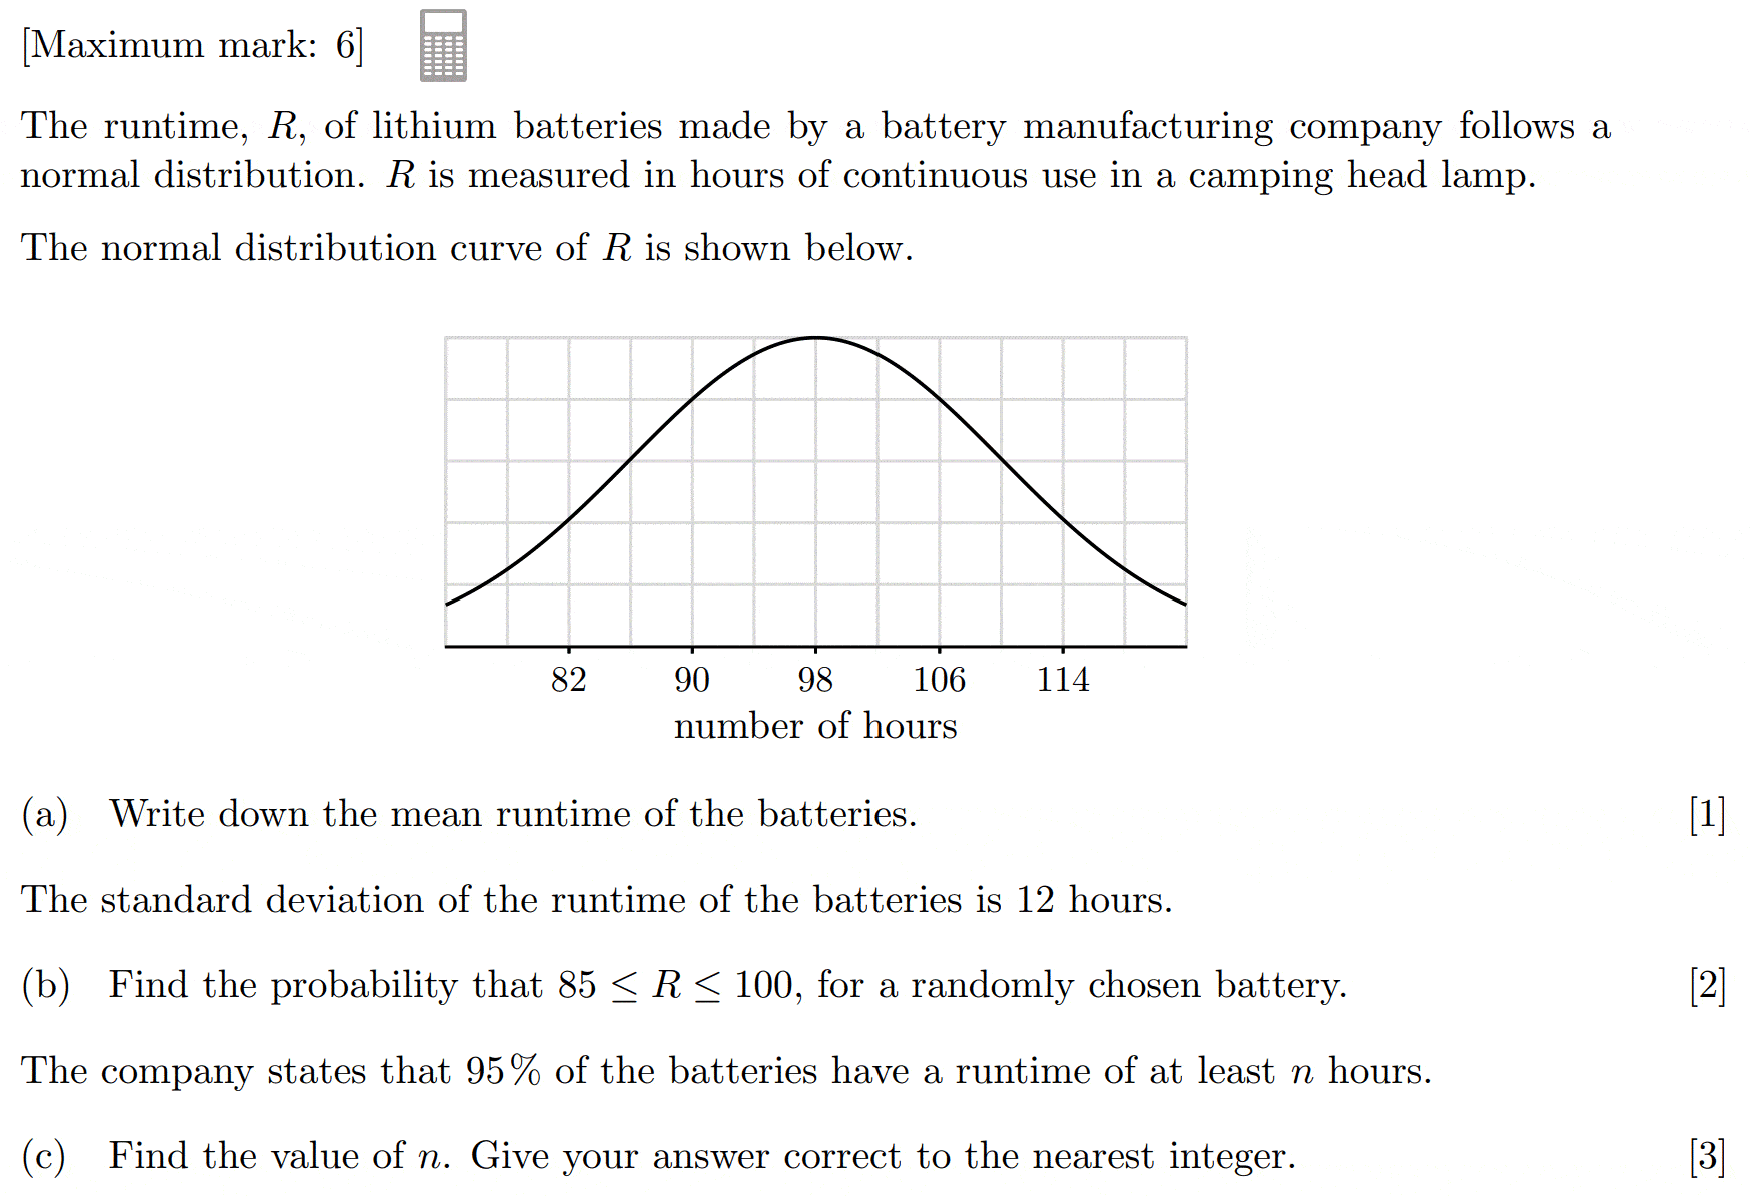 [Maximum mark: 6]
The runtime, R, of lithium batteries made by a battery manufacturing company follows a
normal distribution. R is measured in hours of continuous use in a camping head lamp.
The normal distribution curve of R is shown below.
82 90 98 106 114
number of hours
(a) Write down the mean runtime of the batteries. [1]
The standard deviation of the runtime of the batteries is 12 hours.
(b) Find the probability that 85 ≤ R ≤ 100, for a randomly chosen battery. [2]
The company states that 95% of the batteries have a runtime of at least n hours.
(c) Find the value of n. Give your answer correct to the nearest integer. [3]